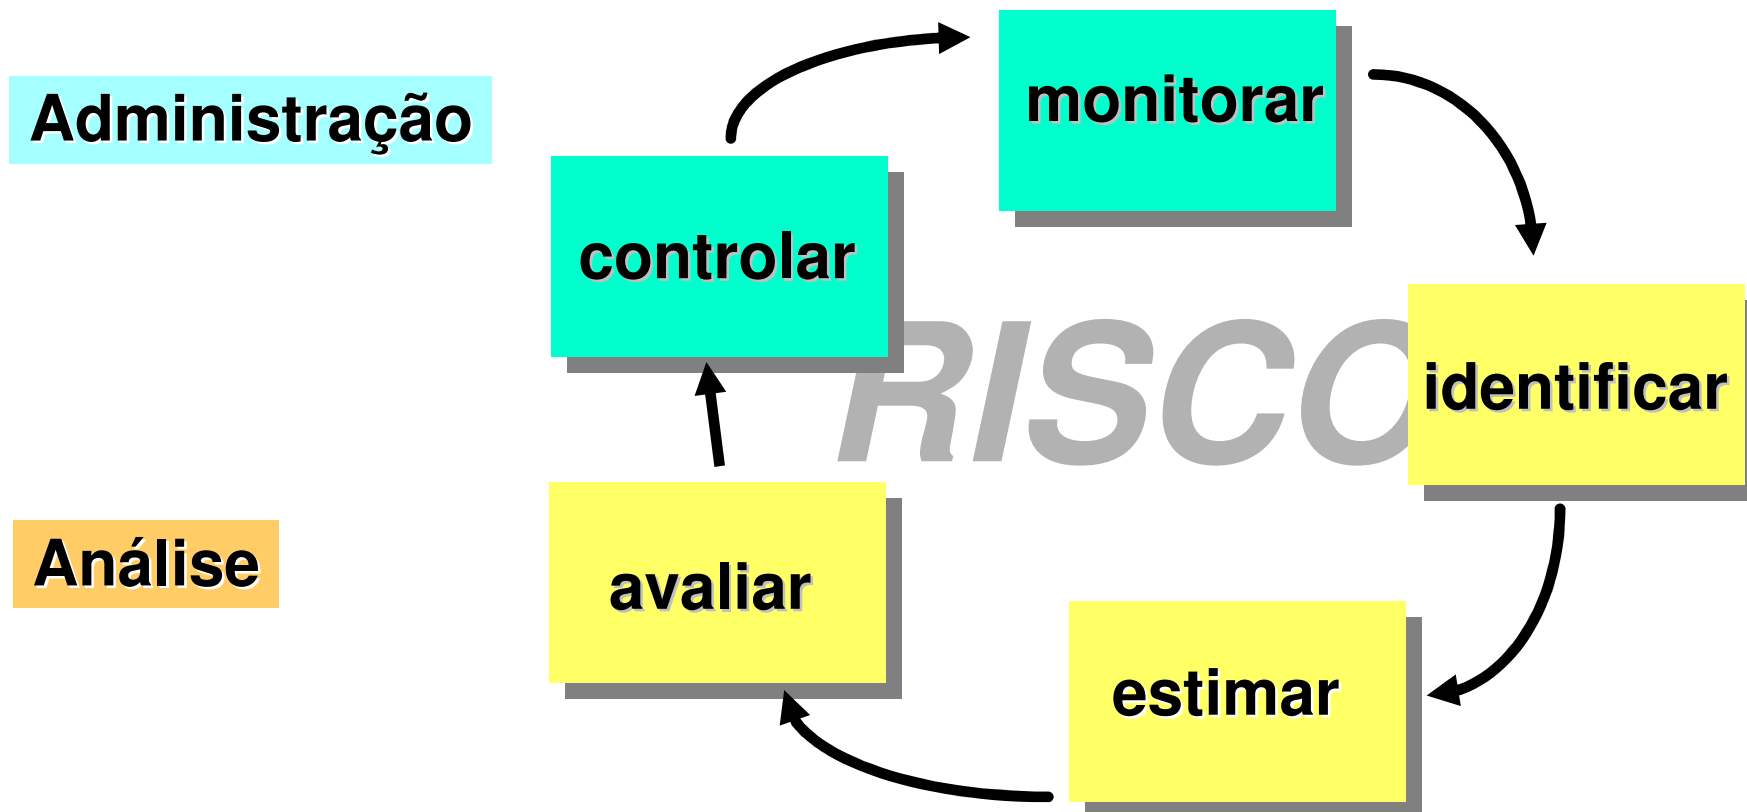 monitorar
Administração
controlar
RISCO
identificar
Análise
avaliar
estimar